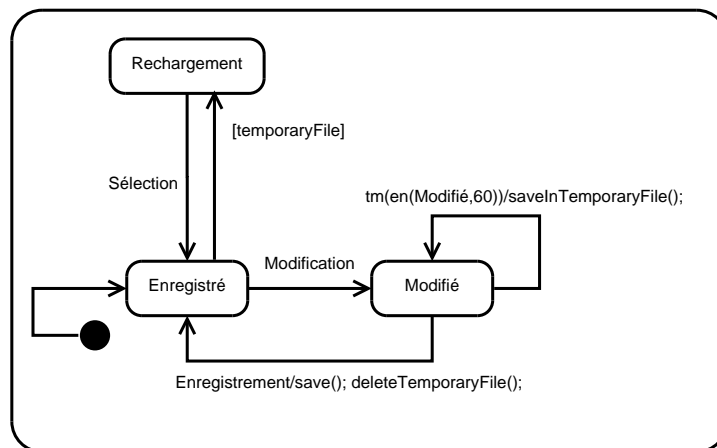 Rechargement
[temporaryFile]
Sélection
tm(en(Modifié,60))/saveInTemporaryFile();
Modification
Enregistré
Modifié
Enregistrement/save(); deleteTemporaryFile();